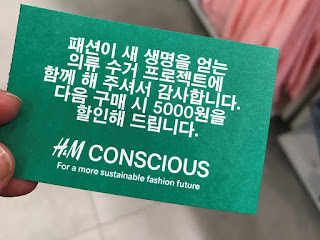 패션이 새 생명을 얻는
의류 수거 프로젝트에
함께 해 주셔서 감사합니다.
다음 구매 시 5000원을
할인해 드립니다.
H&M CONSCIOUS
For a more sustainable fashion future